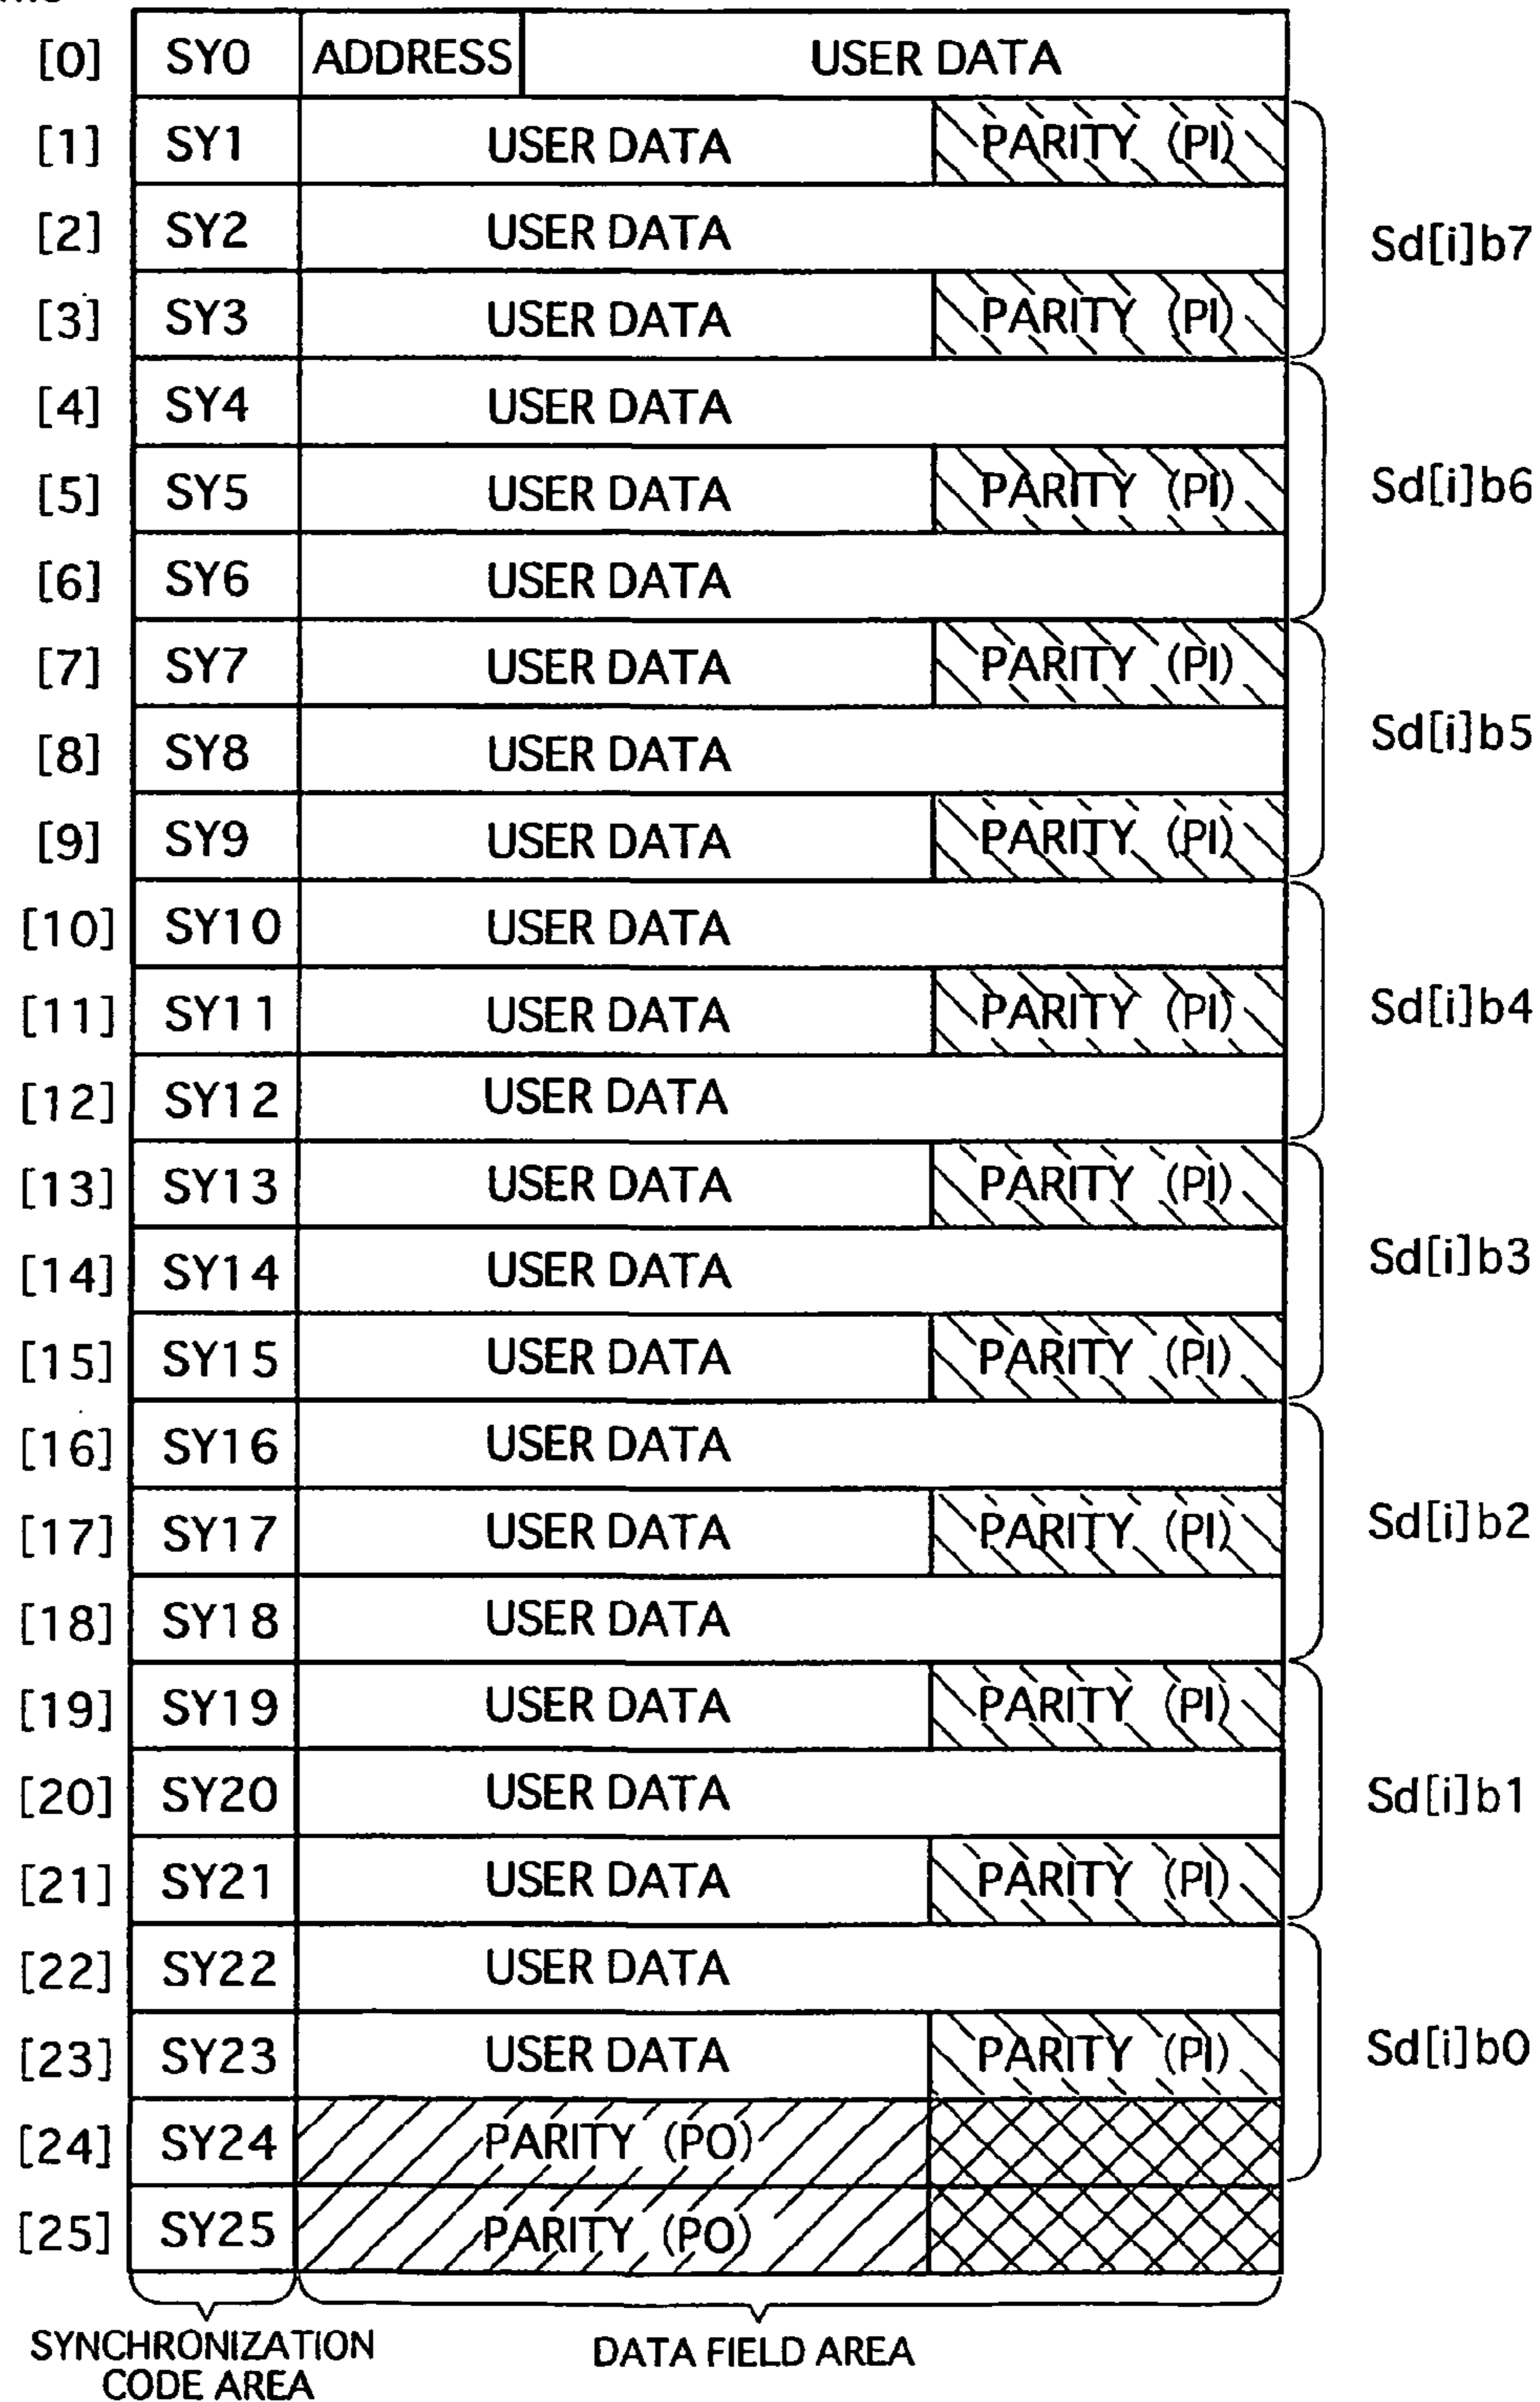 [0] SY0 ADDRESS USER DATA
[1] SY1 USER DATA PARITY (PI)
[2] SY2 USER DATA Sd[i]b7
[3] SY3 USER DATA PARITY (PI)
[4] SY4 USER DATA
[5] SY5 USER DATA PARITY (PI) Sd[i]b6
[6] SY6 USER DATA
[7] SY7 USER DATA PARITY (PI)
[8] SY8 USER DATA Sd[i]b5
[9] SY9 USER DATA PARITY (PI)
[10] SY10 USER DATA
[11] SY11 USER DATA PARITY (PI) Sd[i]b4
[12] SY12 USER DATA
[13] SY13 USER DATA PARITY (PI)
[14] SY14 USER DATA Sd[i]b3
[15] SY15 USER DATA PARITY (PI)
[16] SY16 USER DATA
[17] SY17 USER DATA PARITY (PI) Sd[i]b2
[18] SY18 USER DATA
[19] SY19 USER DATA PARITY (PI)
[20] SY20 USER DATA Sd[i]b1
[21] SY21 USER DATA PARITY (PI)
[22] SY22 USER DATA
[23] SY23 USER DATA PARITY (PI) Sd[i]b0
[24] SY24 PARITY (PO)
[25] SY25 PARITY (PO)
SYNCHRONIZATION DATA FIELD AREA
CODE AREA